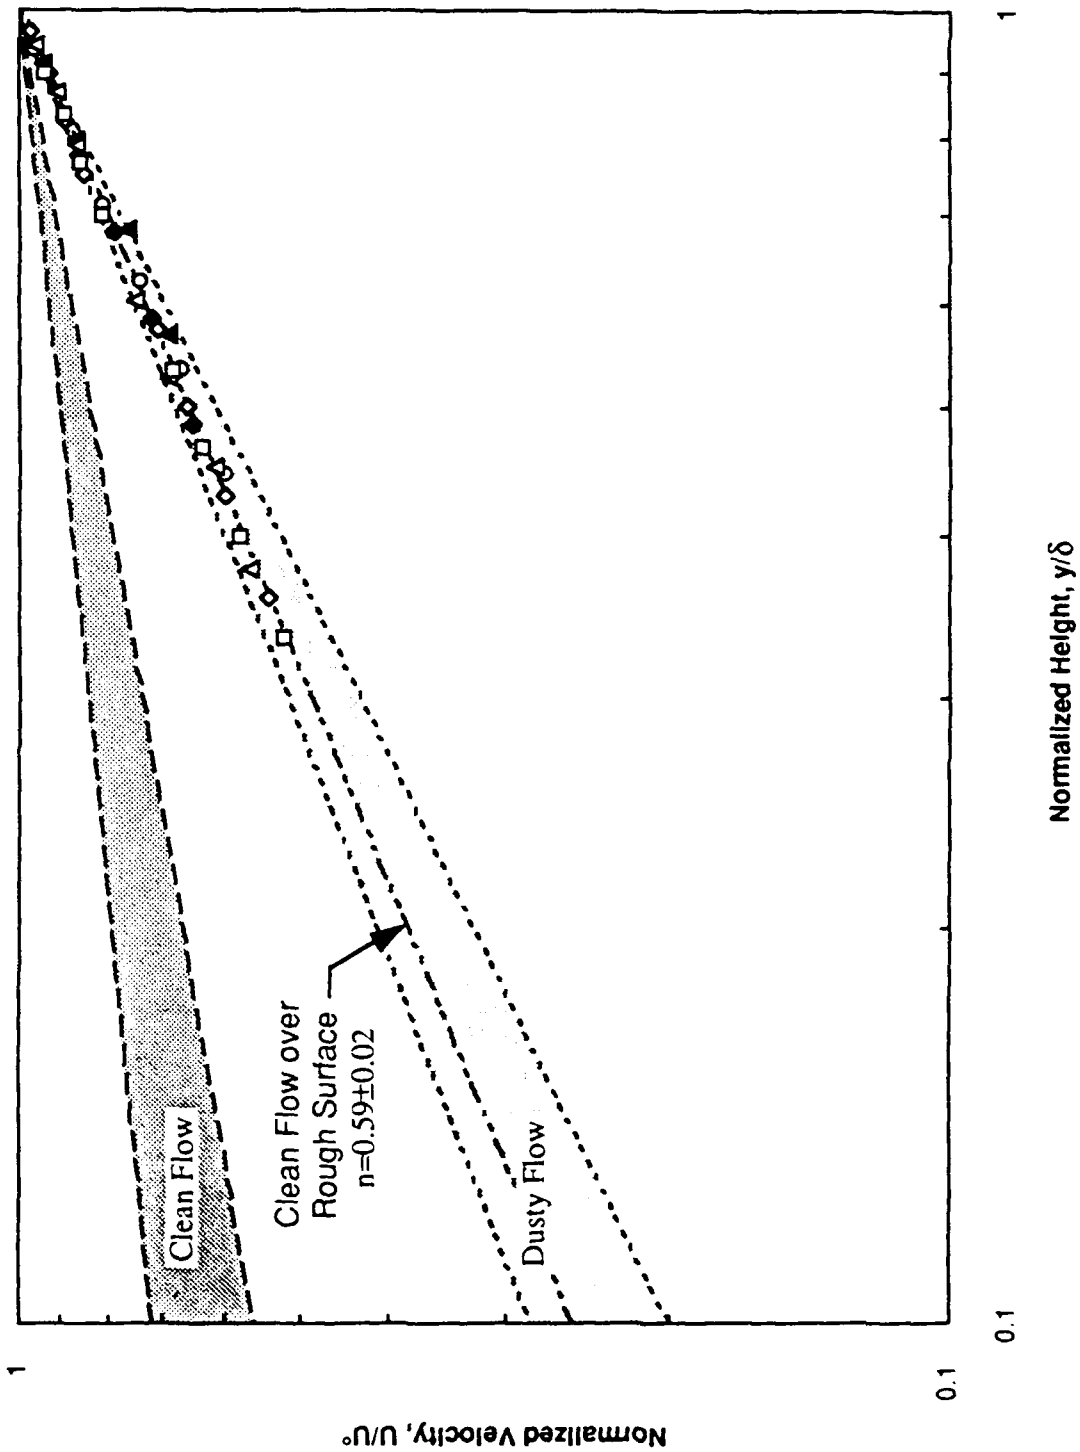 1
Normalized Velocity, U/U°
0.1
Clean Flow
Clean Flow over
Rough Surface
n=0.59±0.02
Dusty Flow
0.1
1
Normalized Height, y/δ